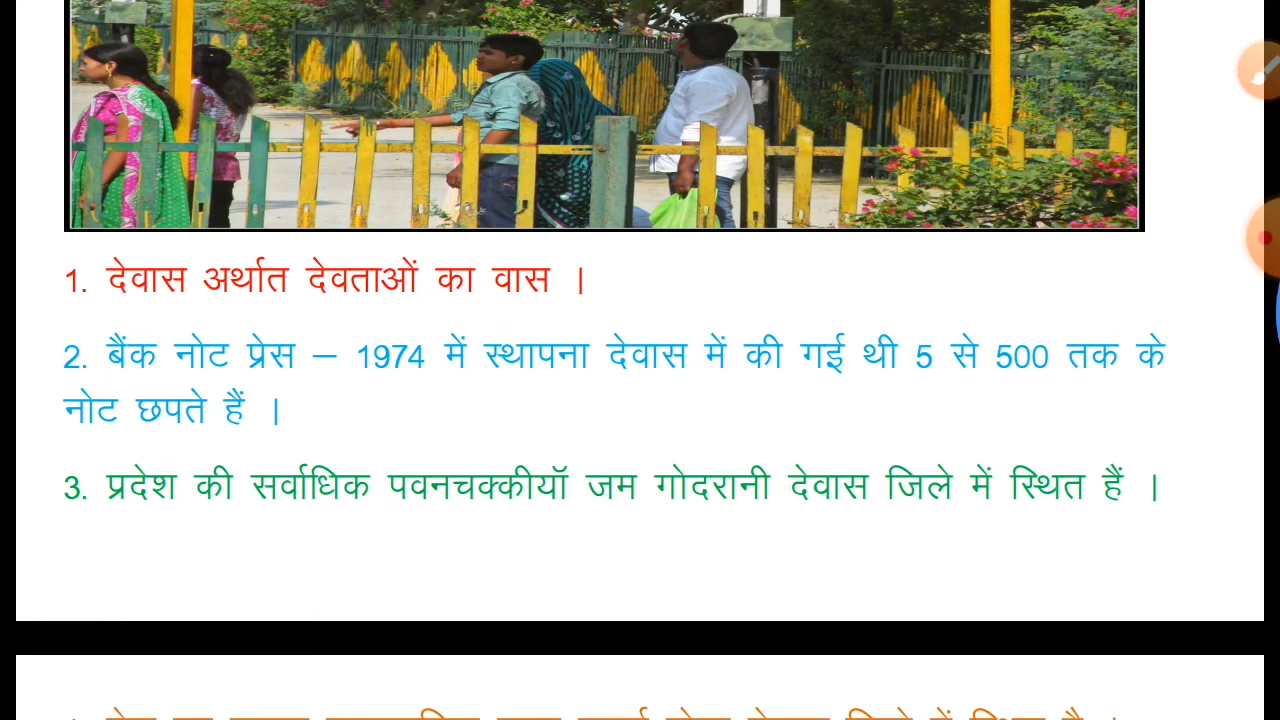 1. देवास अर्थात देवताओं का वास ।
2. बैंक नोट प्रेस – 1974 में स्थापना देवास में की गई थी 5 से 500 तक के
नोट छपते हैं ।
3. प्रदेश की सर्वाधिक पवनचक्कीयॉ जम गोदरानी देवास जिले में स्थित हैं ।